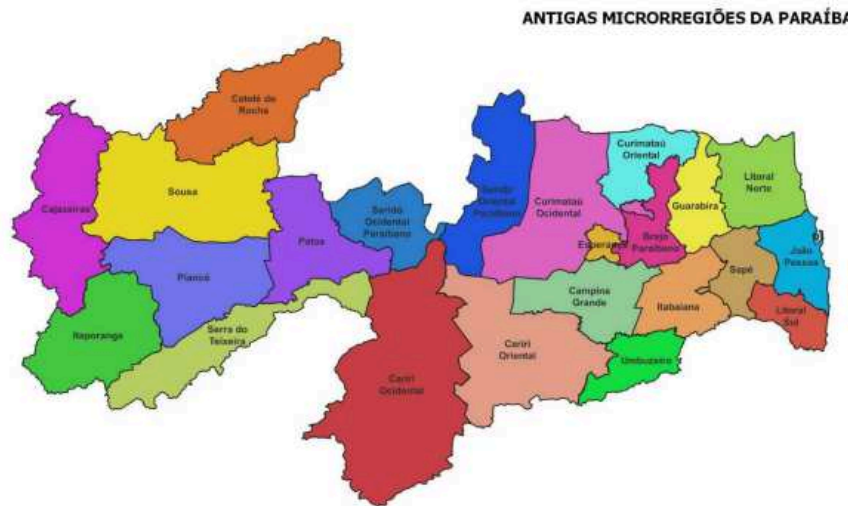 ANTIGAS MICRORREGIÕES DA PARAÍBA
Catolé do
Rocha
Curimataú
Oriental
Litoral
Norte
Sousa
Cajazeiras
Seridó
Oriental
Paraibano
Curimataú
Ocidental
Guarabira
Seridó
Ocidental
Paraibano
Patos
Esperança
Brejo
Paraibano
João
Pessoa
Piancó
Sapé
Campina
Grande
Itabaiana
Litoral
Sul
Itaporanga
Serra do
Teixeira
Cariri
Oriental
Umbuzeiro
Cariri
Ocidental